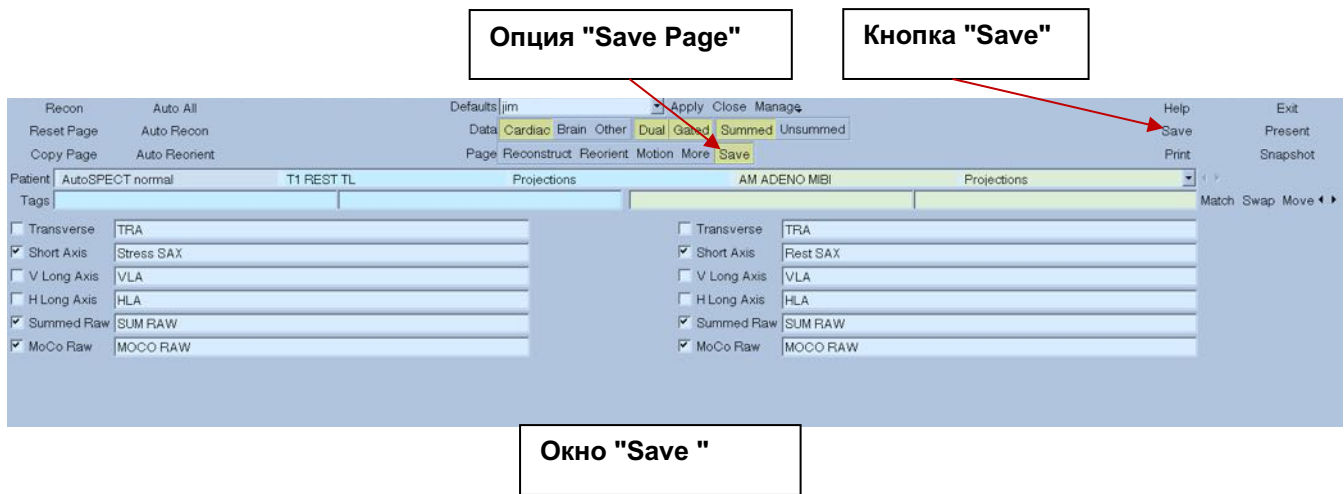 Опция "Save Page"
Кнопка "Save"
Recon Auto All Defaults jim Apply Close Manage Help Exit
Reset Page Auto Recon Data Cardiac Brain Other Dual Gated Summed Unsummed Save Present
Copy Page Auto Reorient Page Reconstruct Reorient Motion More Save Print Snapshot
Patient AutoSPECT normal T1 REST TL Projections AM ADENO MIBI Projections
Tags Match Swap Move
Transverse TRA Transverse TRA
Short Axis Stress SAX Short Axis Rest SAX
V Long Axis VLA V Long Axis VLA
H Long Axis HLA H Long Axis HLA
Summed Raw SUM RAW Summed Raw SUM RAW
MoCo Raw MOCO RAW MoCo Raw MOCO RAW
Окно "Save "